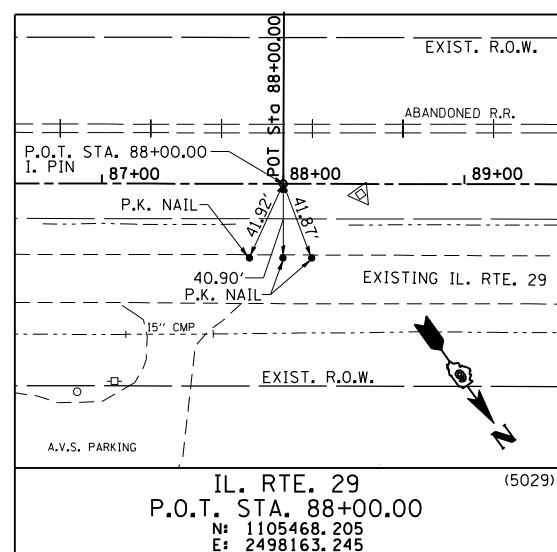 EXIST. R.O.W.
POT Sta 88+00.00
ABANDONED R.R.
P.O.T. STA. 88+00.00
I. PIN
87+00
88+00
89+00
P.K. NAIL
41.92'
41.87'
40.90'
P.K. NAIL
EXISTING IL. RTE. 29
15" CMP
EXIST. R.O.W.
A.V.S. PARKING
N
IL. RTE. 29
(5029)
P.O.T. STA. 88+00.00
N: 1105468.205
E: 2498163.245